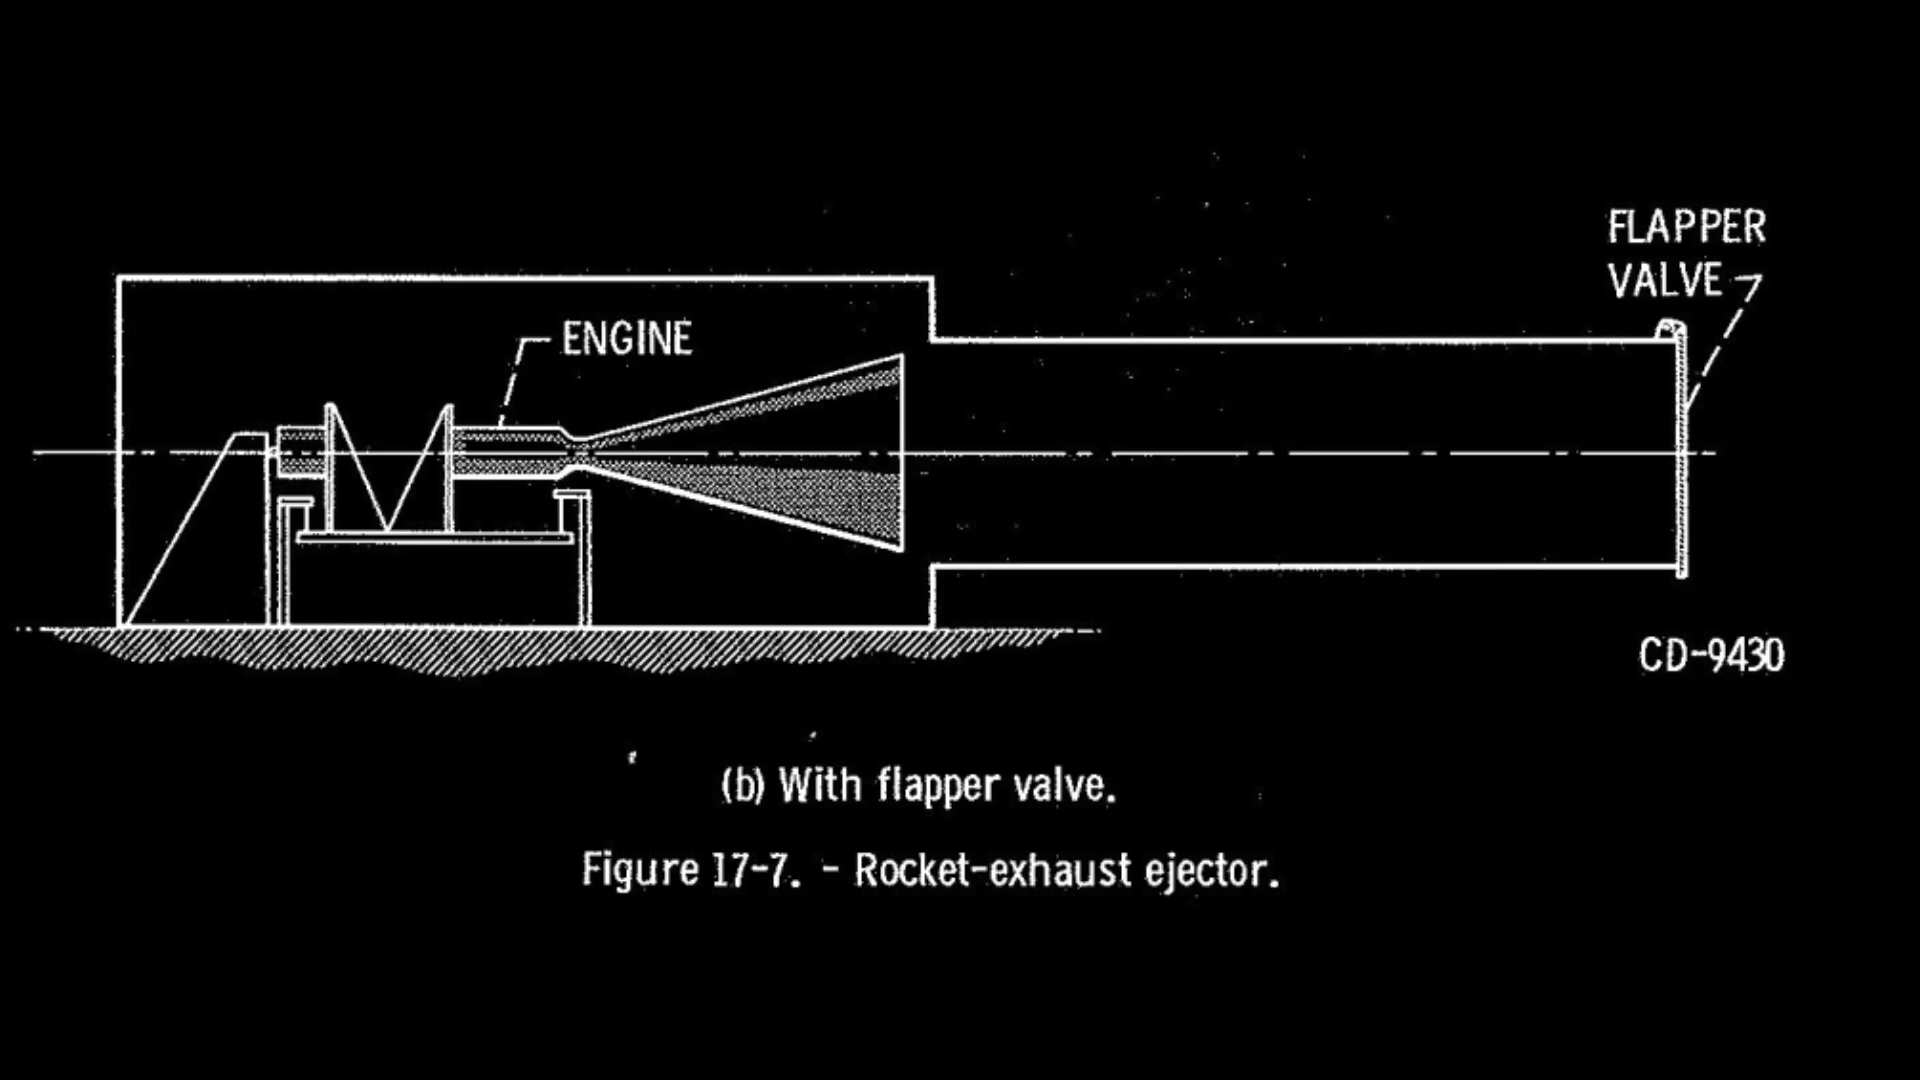 FLAPPER
VALVE
ENGINE
CD-9430
(b) With flapper valve.
Figure 17-7. - Rocket-exhaust ejector.